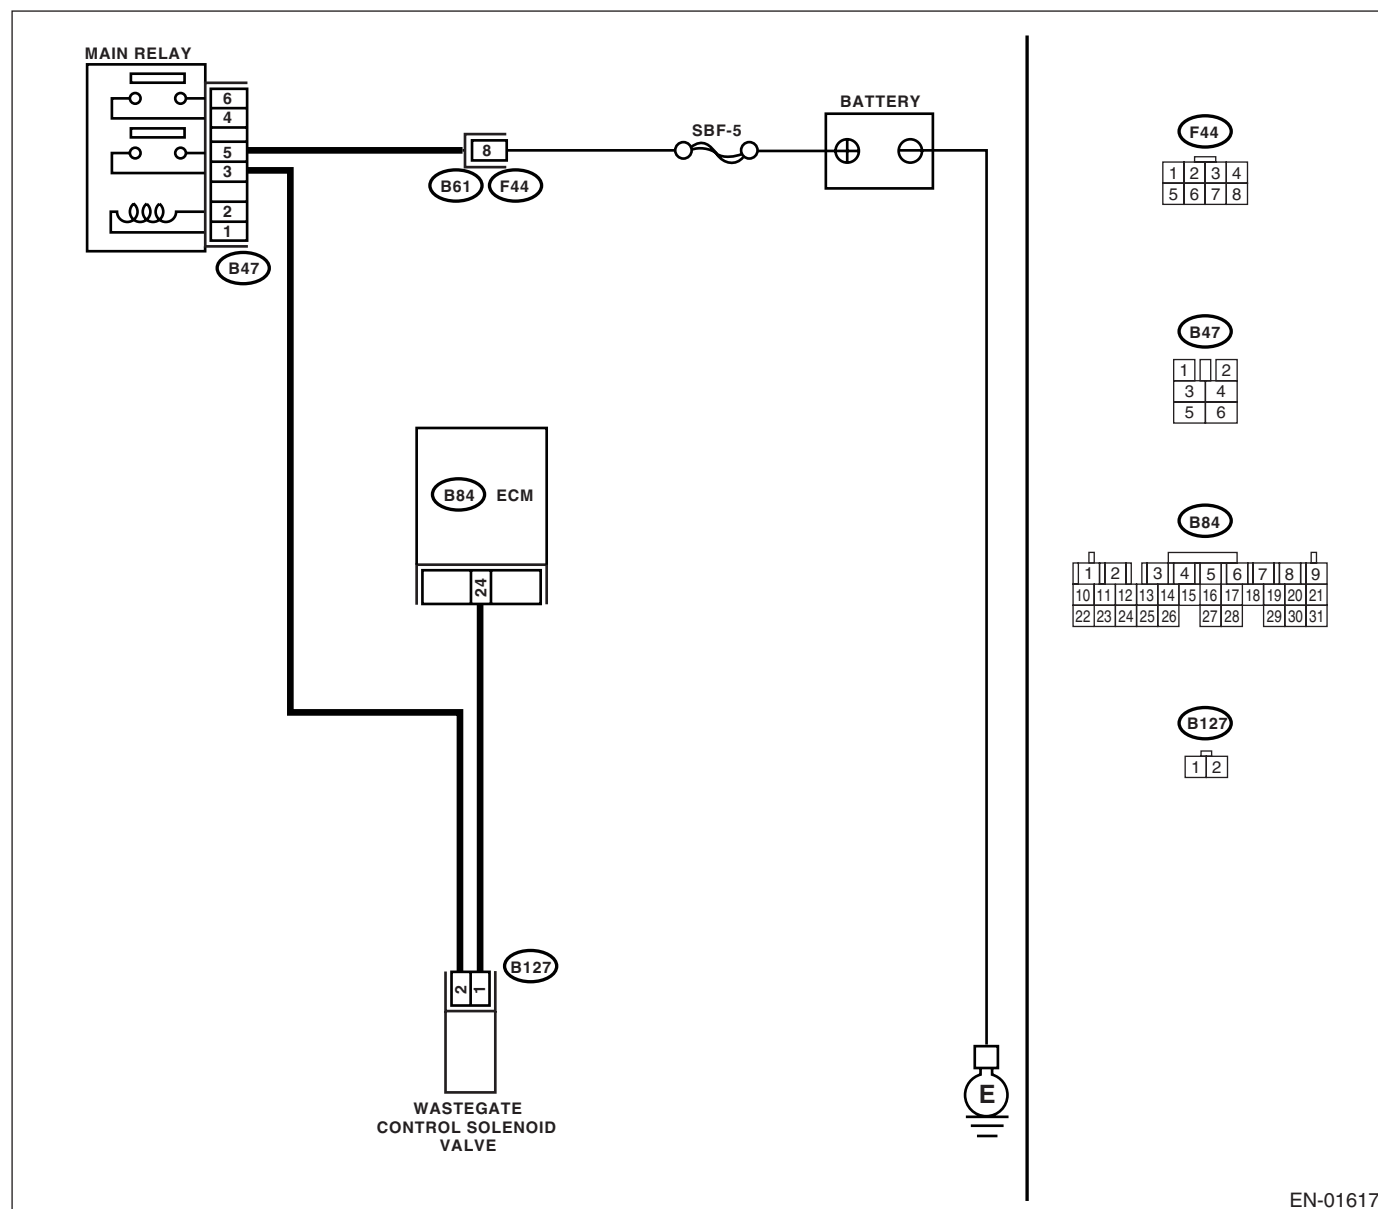 MAIN RELAY
6
4
5
3
2
1
B47
8
B61 F44
SBF-5
BATTERY
B84 ECM
24
2 1
B127
WASTEGATE
CONTROL SOLENOID
VALVE
E
F44
1 2 3 4
5 6 7 8
B47
1 2
3 4
5 6
B84
1 2 3 4 5 6 7 8 9
10 11 12 13 14 15 16 17 18 19 20 21
22 23 24 25 26 27 28 29 30 31
B127
1 2
EN-01617